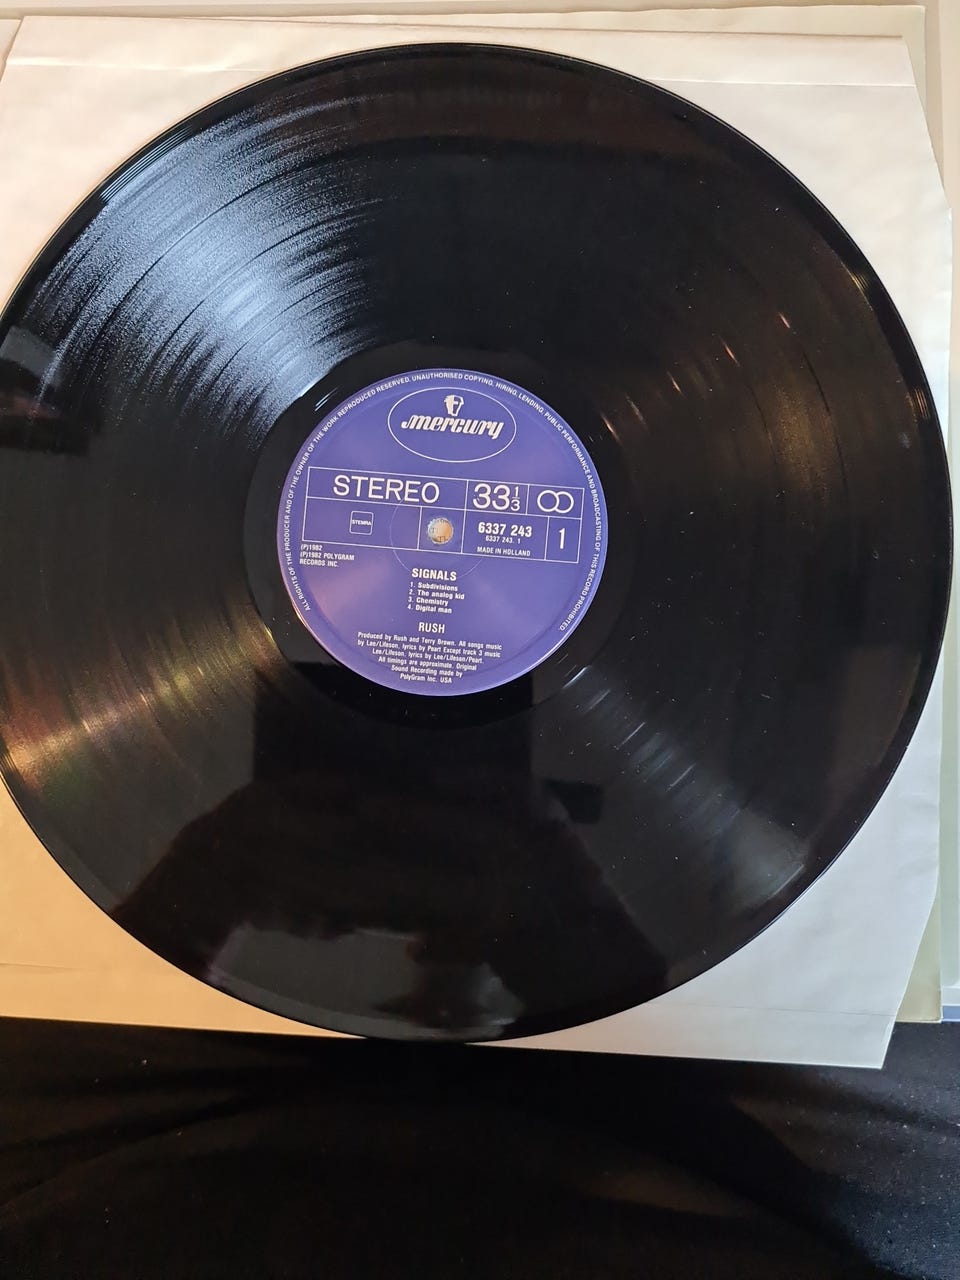 ALL RIGHTS OF THE PRODUCER AND OF THE OWNER OF THE WORK REPRODUCED RESERVED. UNAUTHORISED COPYING, HIRING, LENDING, PUBLIC PERFORMANCE AND BROADCASTING OF THIS RECORD PROHIBITED.
mercury
STEREO 33 1/3
STEMRA
6337 243
6337 243. 1
MADE IN HOLLAND
1
(P)1982
(P)1982 POLYGRAM
RECORDS INC.
SIGNALS
1. Subdivisions
2. The analog kid
3. Chemistry
4. Digital man
RUSH
Produced by Rush and Terry Brown. All songs music
by Lee/Lifeson, lyrics by Peart Except track 3 music
Lee/Lifeson, lyrics by Lee/Lifeson/Peart.
All timings are approximate. Original
Sound Recording made by
PolyGram Inc. USA